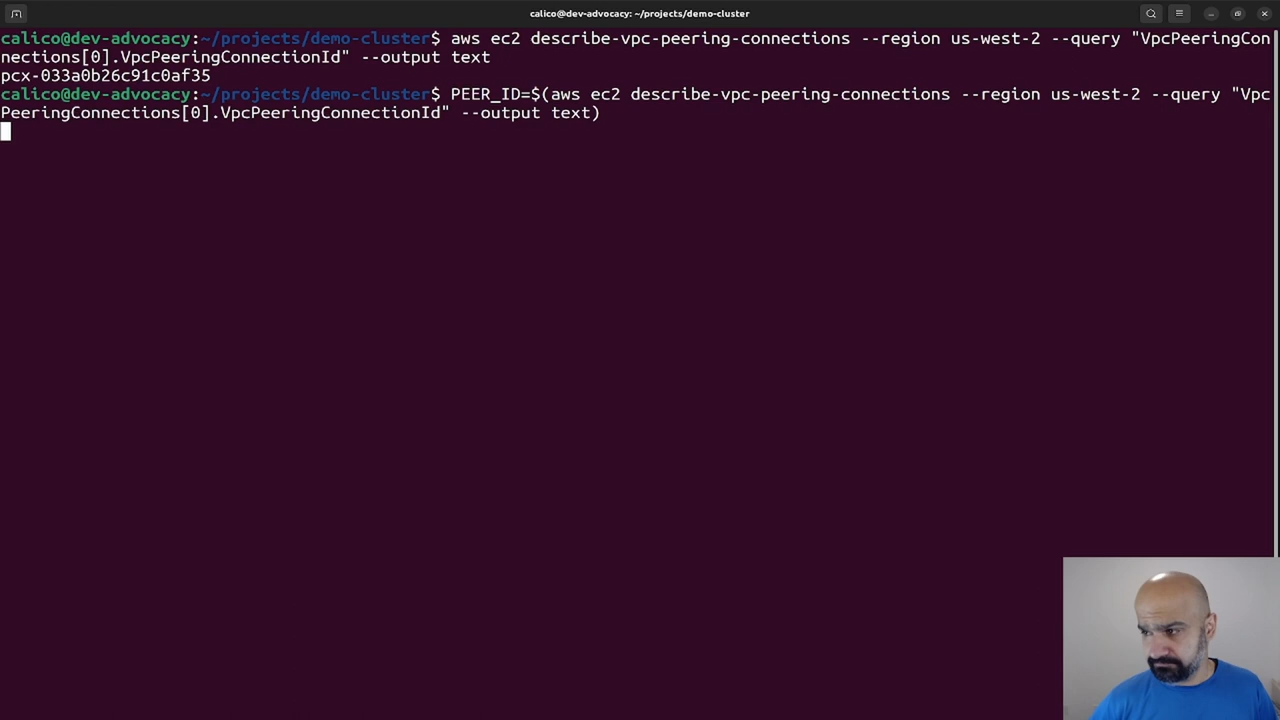 calico@dev-advocacy: ~/projects/demo-cluster
calico@dev-advocacy:~/projects/demo-cluster$ aws ec2 describe-vpc-peering-connections --region us-west-2 --query "VpcPeeringCon
nections[0].VpcPeeringConnectionId" --output text
pcx-033a0b26c91c0af35
calico@dev-advocacy:~/projects/demo-cluster$ PEER_ID=$(aws ec2 describe-vpc-peering-connections --region us-west-2 --query "Vpc
PeeringConnections[0].VpcPeeringConnectionId" --output text)